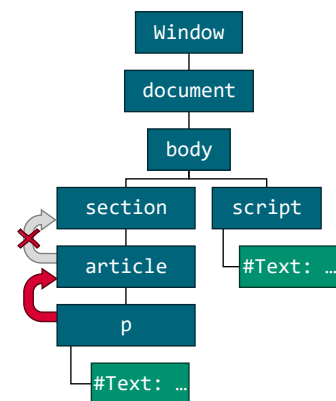 Window
document
body
section
script
article
#Text: …
p
#Text: …